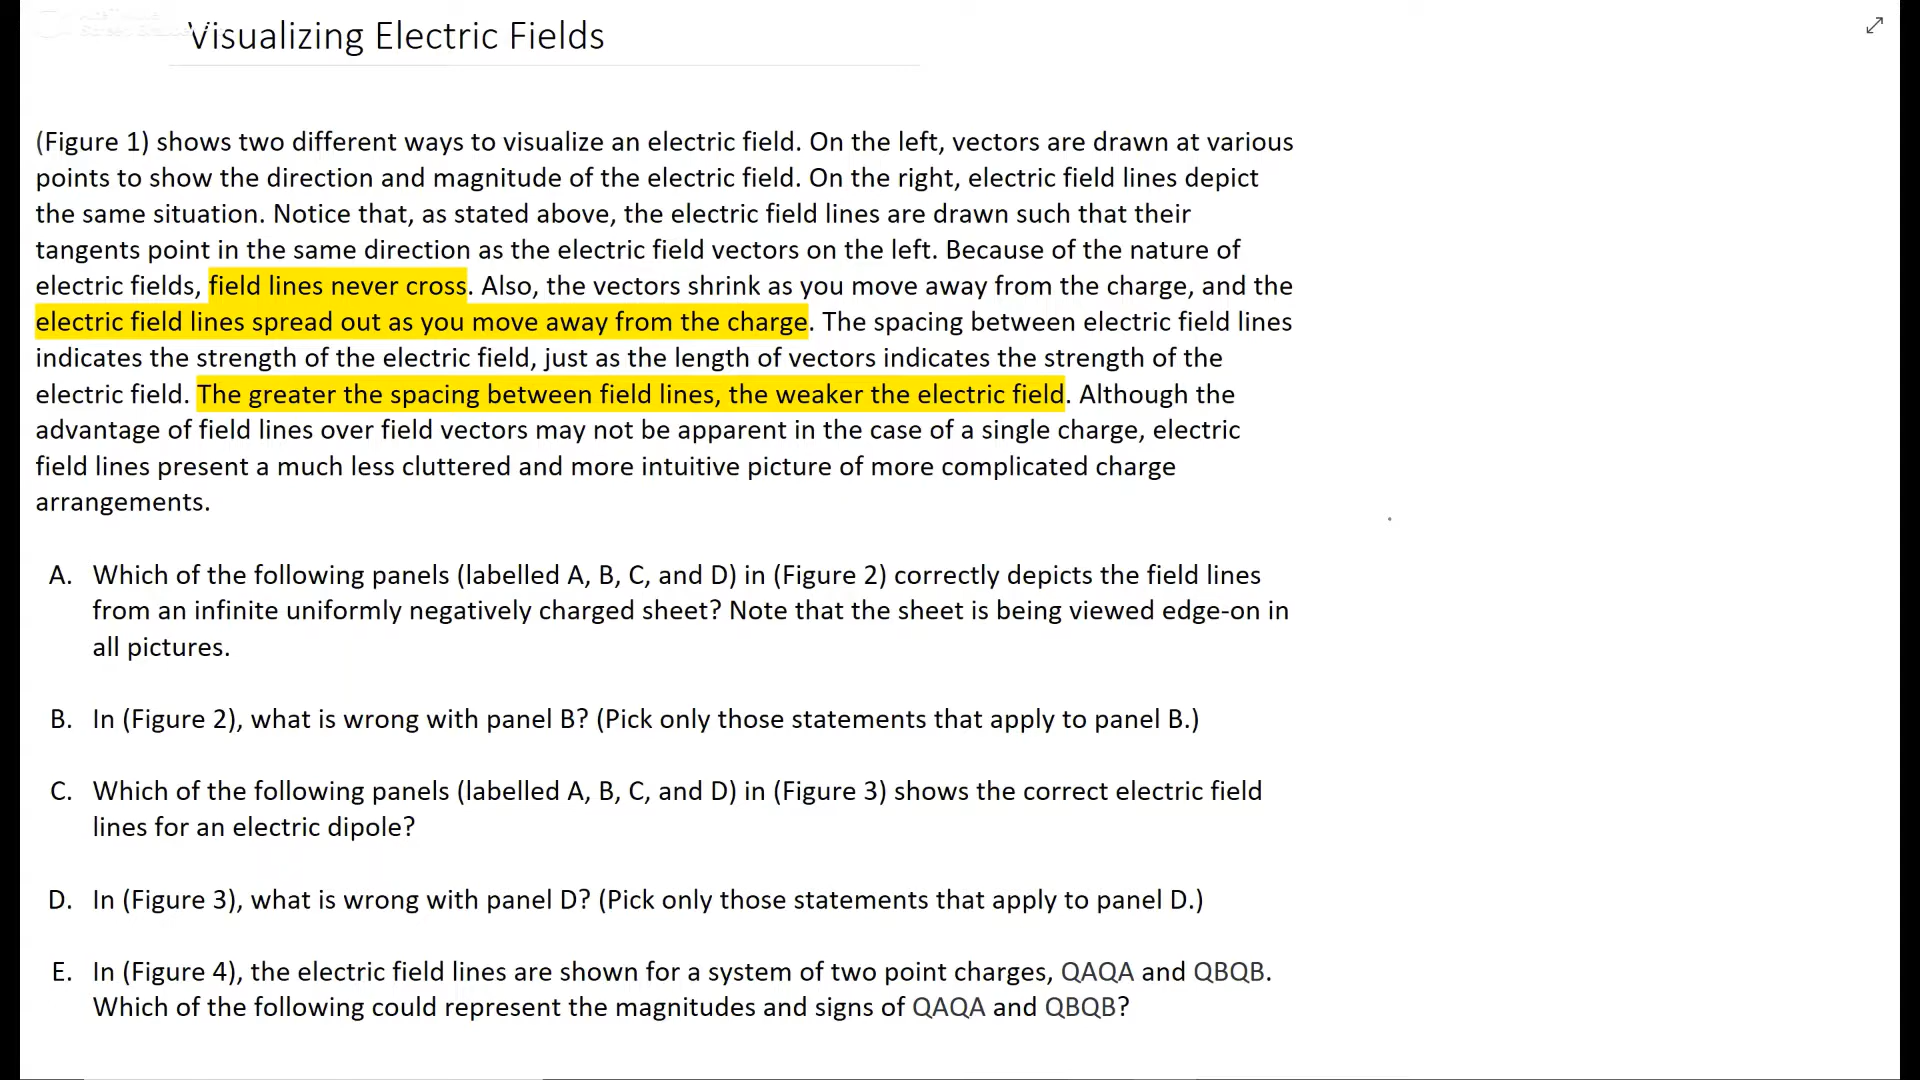 Visualizing Electric Fields
(Figure 1) shows two different ways to visualize an electric field. On the left, vectors are drawn at various
points to show the direction and magnitude of the electric field. On the right, electric field lines depict
the same situation. Notice that, as stated above, the electric field lines are drawn such that their
tangents point in the same direction as the electric field vectors on the left. Because of the nature of
electric fields, field lines never cross. Also, the vectors shrink as you move away from the charge, and the
electric field lines spread out as you move away from the charge. The spacing between electric field lines
indicates the strength of the electric field, just as the length of vectors indicates the strength of the
electric field. The greater the spacing between field lines, the weaker the electric field. Although the
advantage of field lines over field vectors may not be apparent in the case of a single charge, electric
field lines present a much less cluttered and more intuitive picture of more complicated charge
arrangements.
A. Which of the following panels (labelled A, B, C, and D) in (Figure 2) correctly depicts the field lines
from an infinite uniformly negatively charged sheet? Note that the sheet is being viewed edge-on in
all pictures.
B. In (Figure 2), what is wrong with panel B? (Pick only those statements that apply to panel B.)
C. Which of the following panels (labelled A, B, C, and D) in (Figure 3) shows the correct electric field
lines for an electric dipole?
D. In (Figure 3), what is wrong with panel D? (Pick only those statements that apply to panel D.)
E. In (Figure 4), the electric field lines are shown for a system of two point charges, QAQA and QBQB.
Which of the following could represent the magnitudes and signs of QAQA and QBQB?